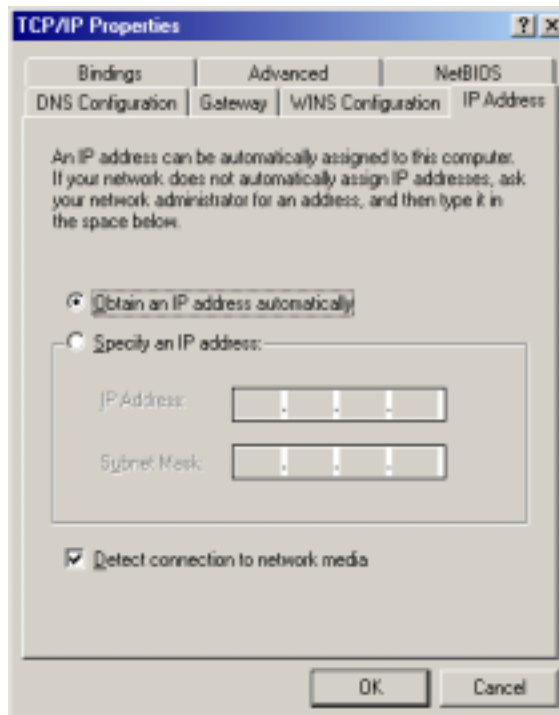 TCP/IP Properties
? ×
Bindings Advanced NetBIOS
DNS Configuration Gateway WINS Configuration IP Address
An IP address can be automatically assigned to this computer.
If your network does not automatically assign IP addresses, ask
your network administrator for an address, and then type it in
the space below.
Obtain an IP address automatically
Specify an IP address:
IP Address:
. . .
Subnet Mask:
. . .
Detect connection to network media
OK Cancel